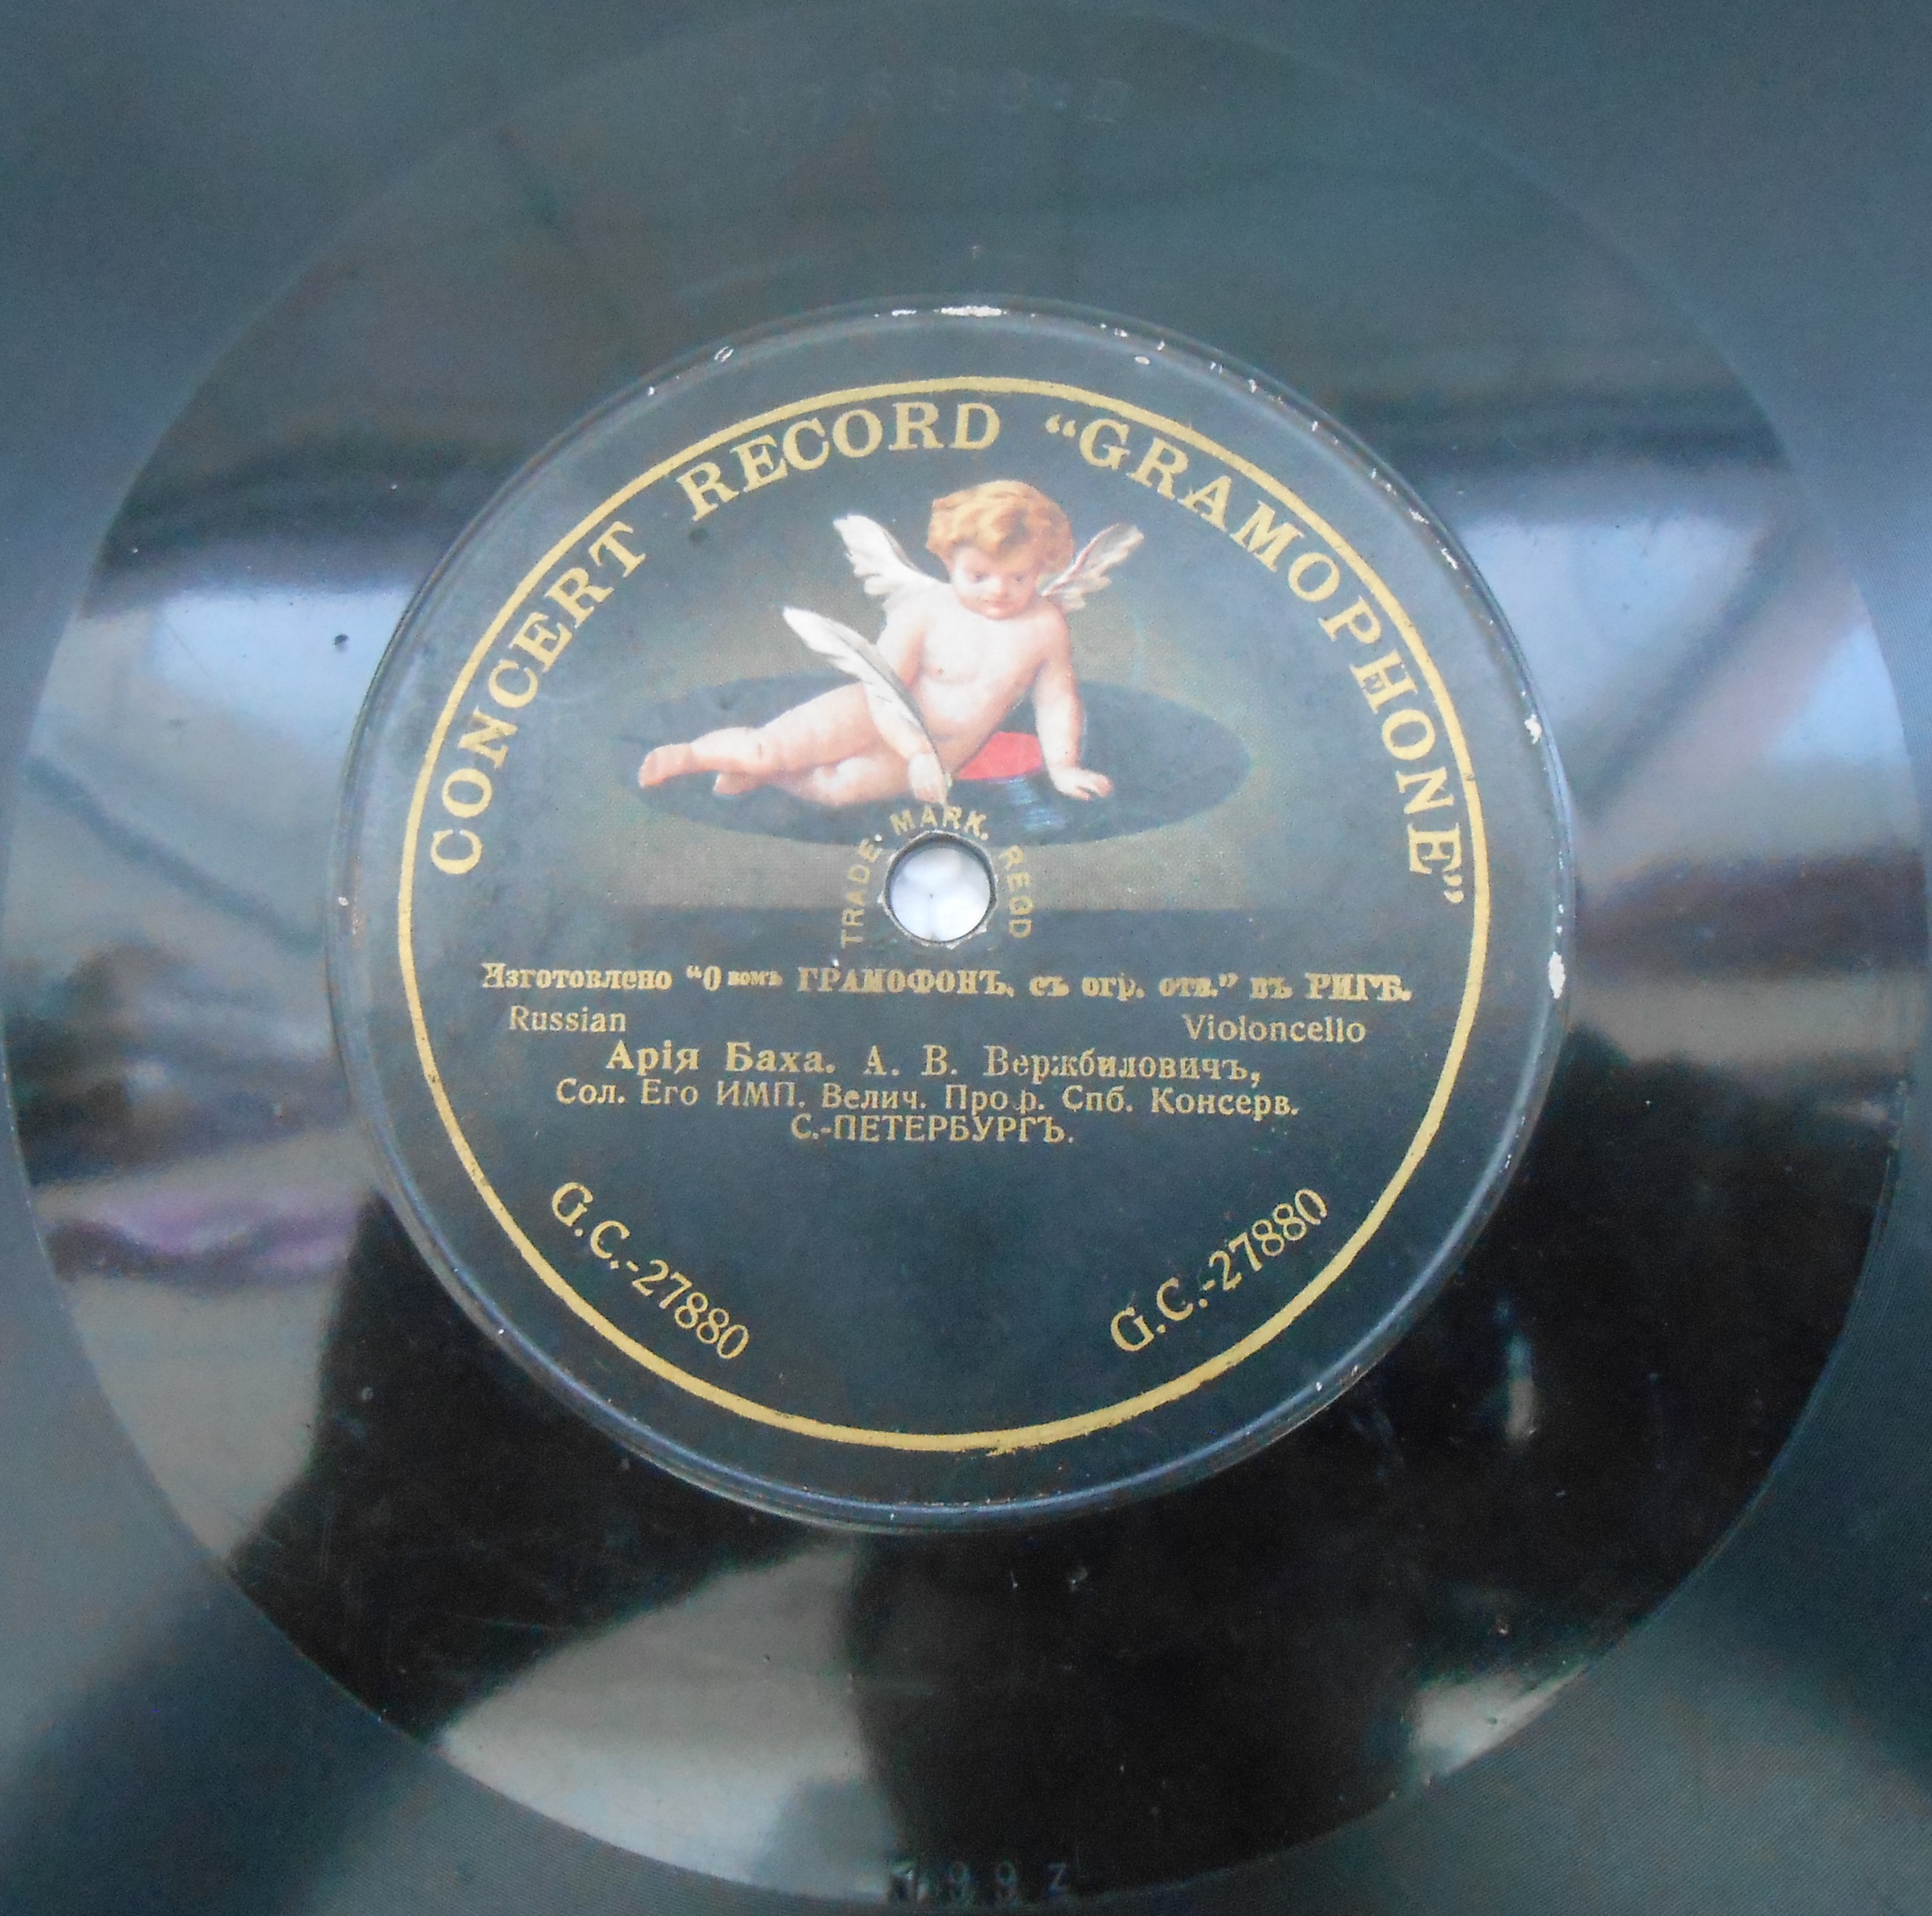 CONCERT RECORD “GRAMOPHONE”
TRADE. MARK. REGD
Изготовлено “О вомъ ГРАМОФОНЪ, съ огр. отв.” въ РИГѢ.
Russian Violoncello
Арія Баха. А. В. Вержбиловичъ,
Сол. Его ИМП. Велич. Проф. Спб. Консерв.
С.-ПЕТЕРБУРГЪ.
G.C.-27880 G.C.-27880